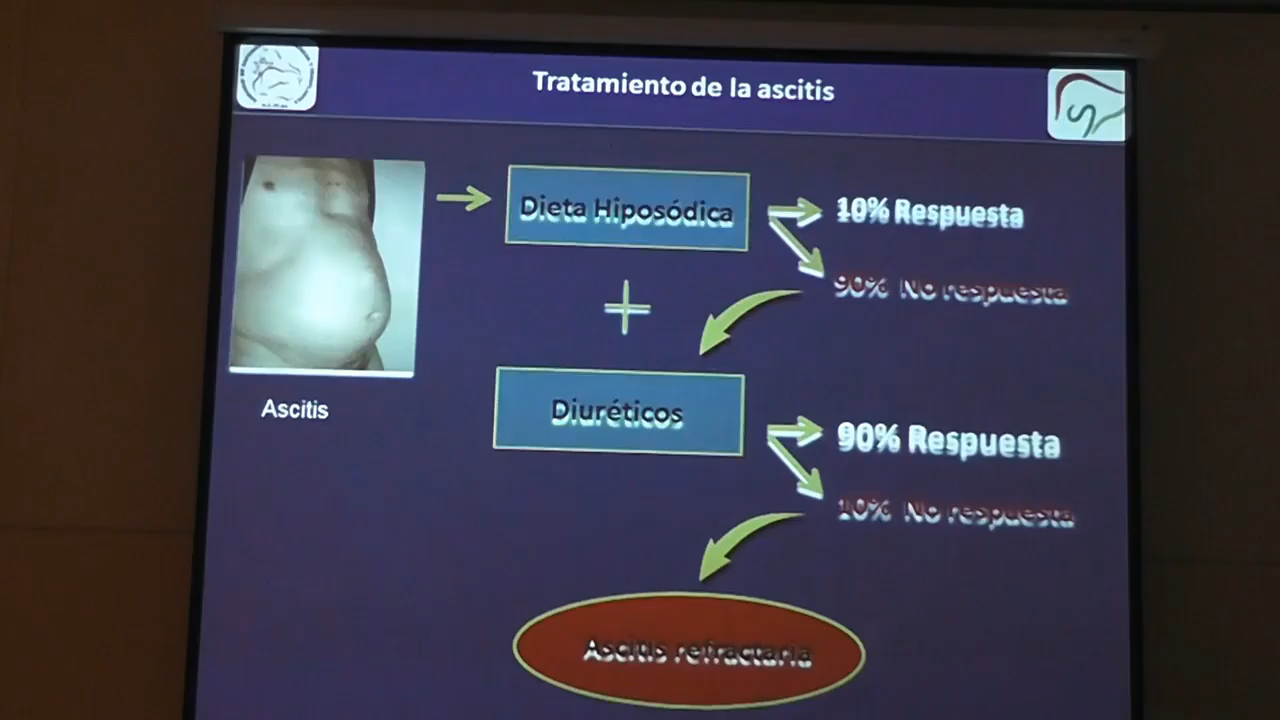 Tratamiento de la ascitis
Dieta Hiposódica
10% Respuesta
90% No respuesta
Ascitis
Diuréticos
90% Respuesta
10% No respuesta
Ascitis refractaria